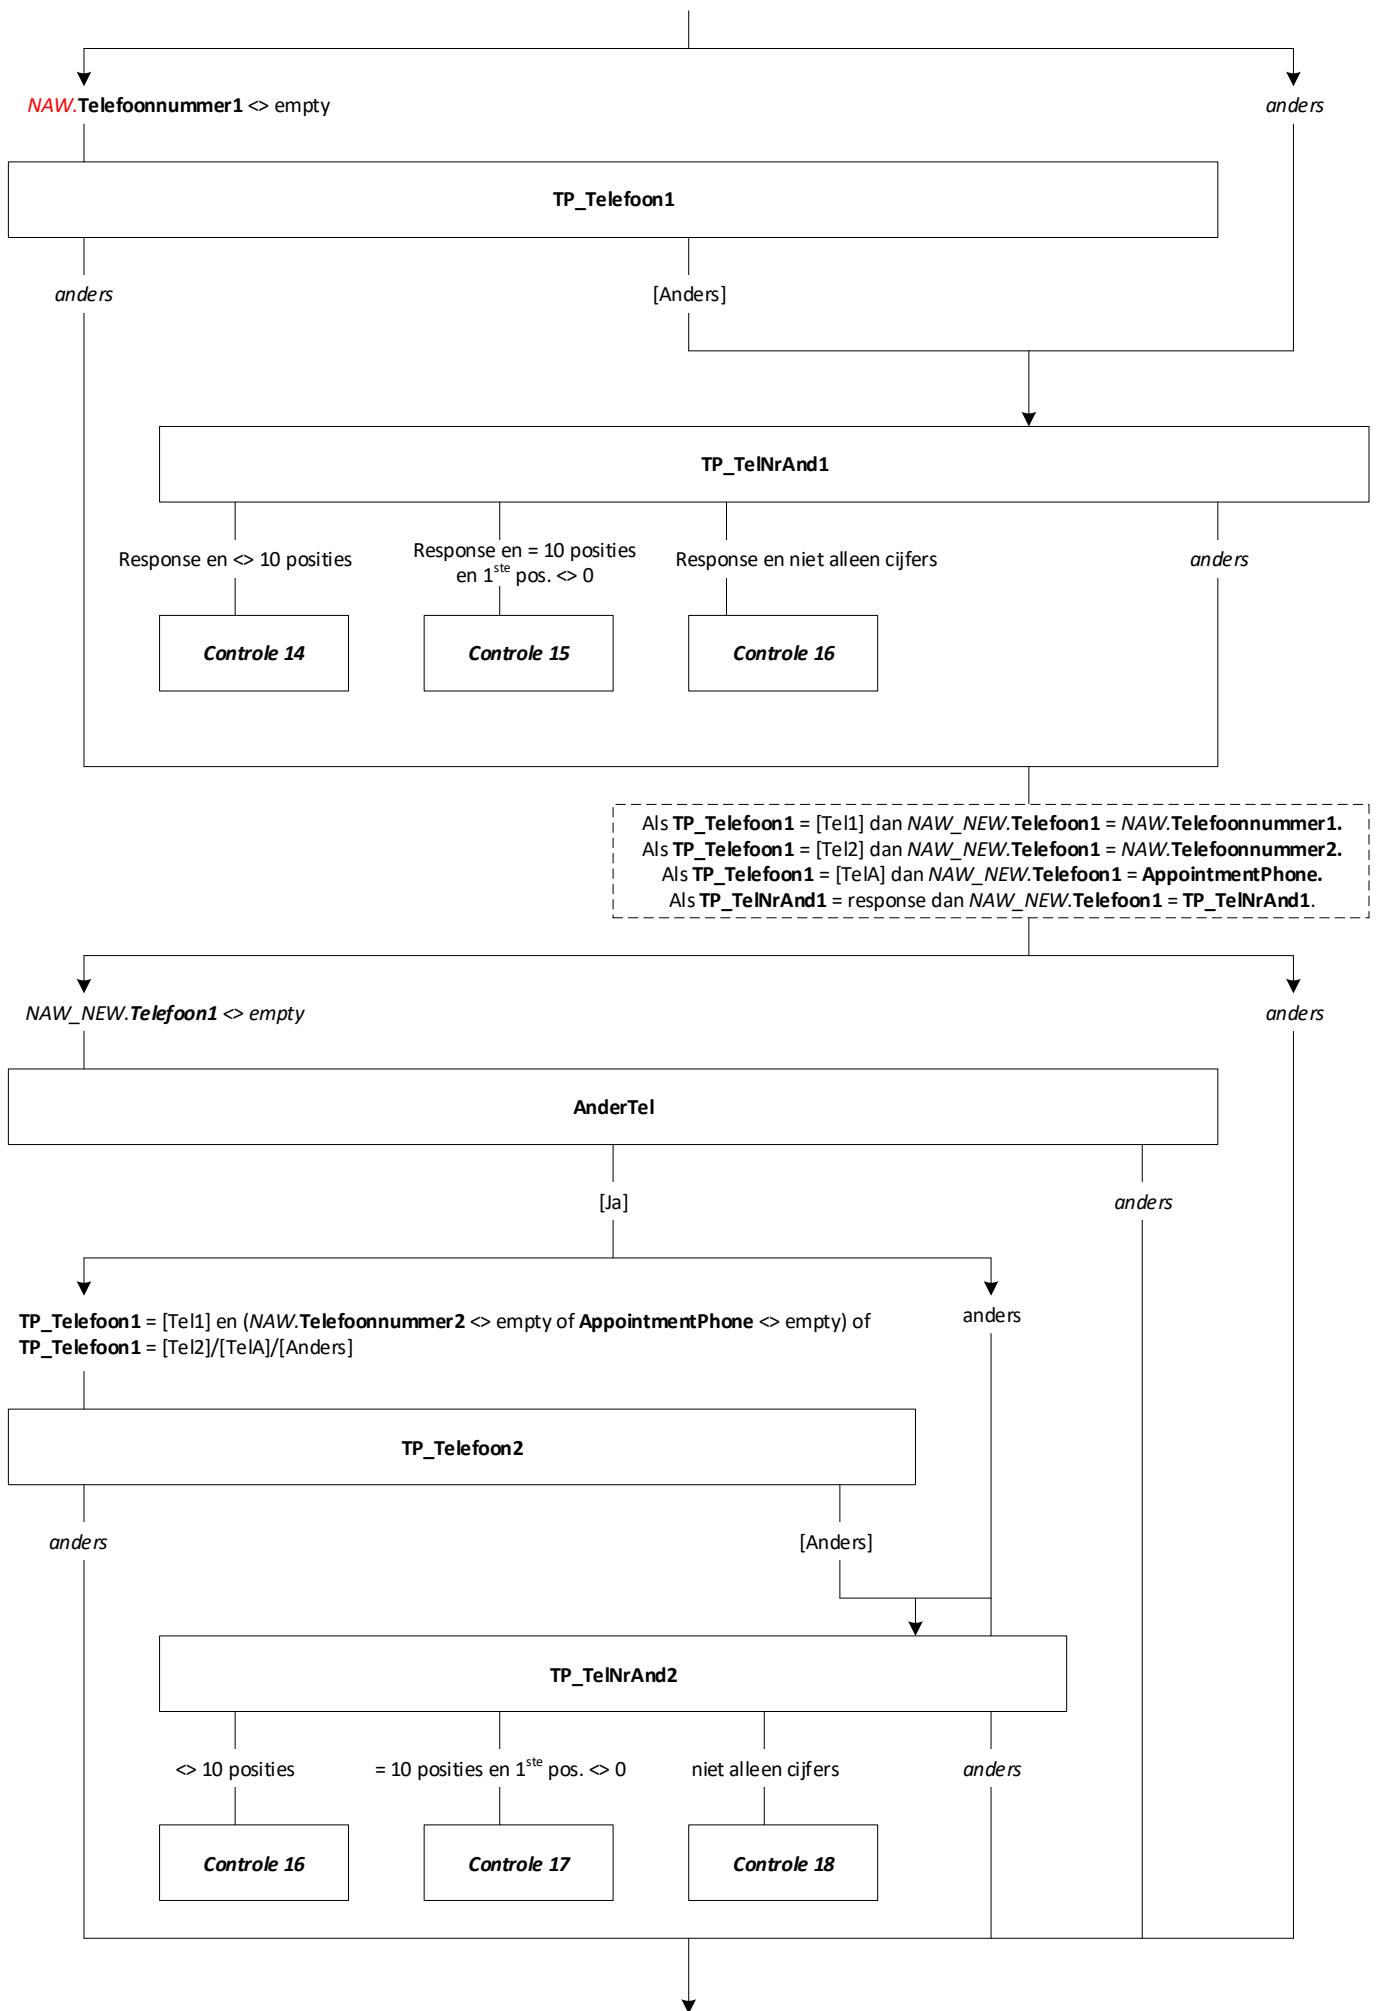 NAW.Telefoonnummer1 <> empty
anders
TP_Telefoon1
anders
[Anders]
TP_TelNrAnd1
Response en <> 10 posities
Response en = 10 posities
en 1ste pos. <> 0
Response en niet alleen cijfers
anders
Controle 14
Controle 15
Controle 16
Als TP_Telefoon1 = [Tel1] dan NAW_NEW.Telefoon1 = NAW.Telefoonnummer1.
Als TP_Telefoon1 = [Tel2] dan NAW_NEW.Telefoon1 = NAW.Telefoonnummer2.
Als TP_Telefoon1 = [TelA] dan NAW_NEW.Telefoon1 = AppointmentPhone.
Als TP_TelNrAnd1 = response dan NAW_NEW.Telefoon1 = TP_TelNrAnd1.
NAW_NEW.Telefoon1 <> empty
anders
AnderTel
[Ja]
anders
TP_Telefoon1 = [Tel1] en (NAW.Telefoonnummer2 <> empty of AppointmentPhone <> empty) of
TP_Telefoon1 = [Tel2]/[TelA]/[Anders]
anders
TP_Telefoon2
anders
[Anders]
TP_TelNrAnd2
<> 10 posities
= 10 posities en 1ste pos. <> 0
niet alleen cijfers
anders
Controle 16
Controle 17
Controle 18